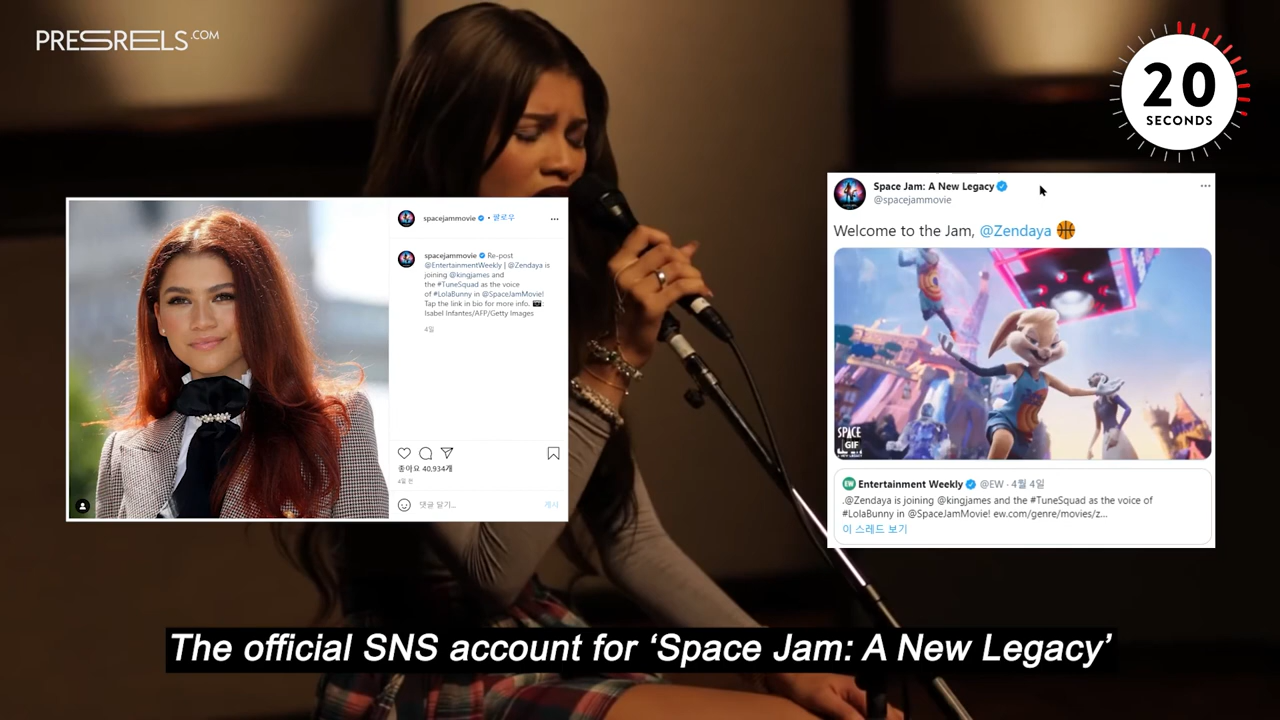 PRESRELS.COM
20
SECONDS
spacejammovie • 팔로우
spacejammovie Re-post
@EntertainmentWeekly | @Zendaya is
joining @kingjames and
the #TuneSquad as the voice
of #LolaBunny in @SpaceJamMovie!
Tap the link in bio for more info. 📷:
Isabel Infantes/AFP/Getty Images
4일
좋아요 40,934개
4일 전
댓글 달기...
게시
Space Jam: A New Legacy
@spacejammovie
Welcome to the Jam, @Zendaya 🏀
SPACE
GIF
Entertainment Weekly @EW · 4월 4일
.@Zendaya is joining @kingjames and the #TuneSquad as the voice of
#LolaBunny in @SpaceJamMovie! ew.com/genre/movies/z...
이 스레드 보기
The official SNS account for ‘Space Jam: A New Legacy’